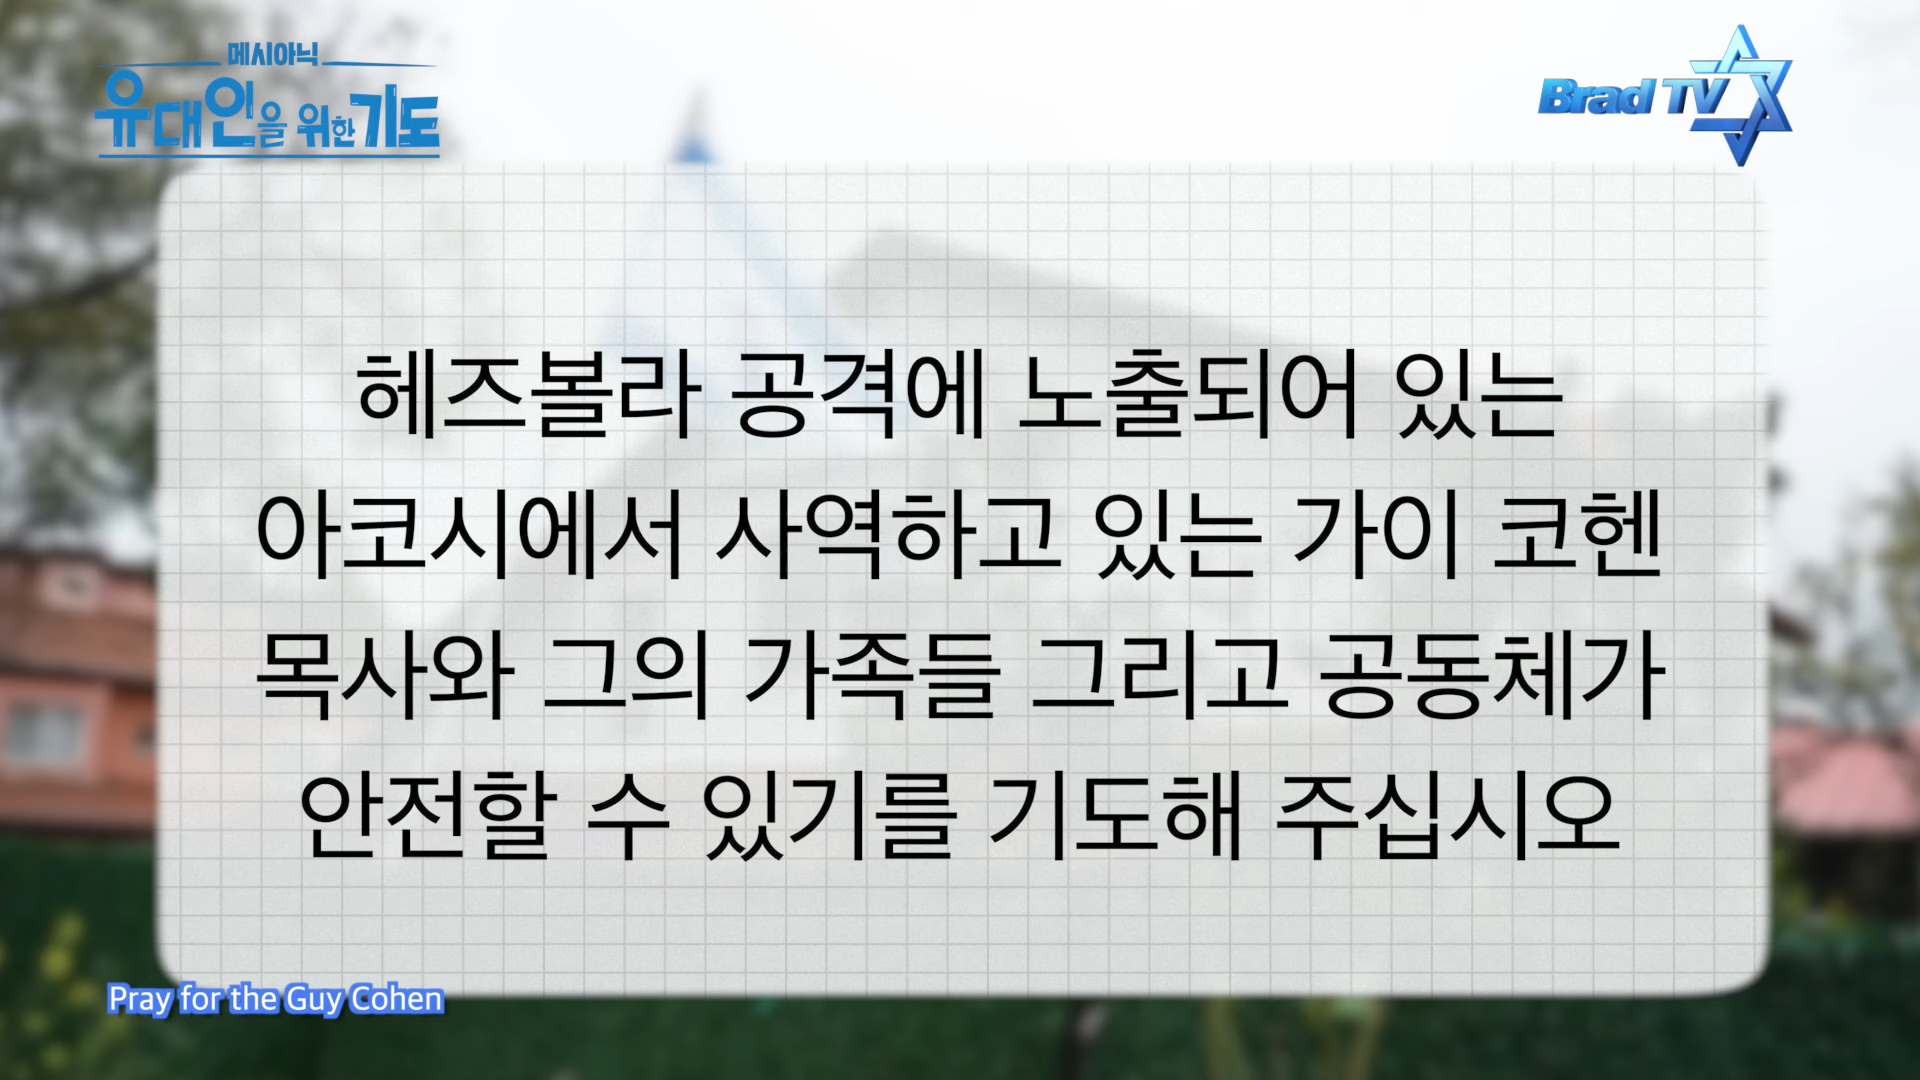 메시아닉
유대인을 위한 기도
Brad TV
헤즈볼라 공격에 노출되어 있는
아코시에서 사역하고 있는 가이 코헨
목사와 그의 가족들 그리고 공동체가
안전할 수 있기를 기도해 주십시오
Pray for the Guy Cohen